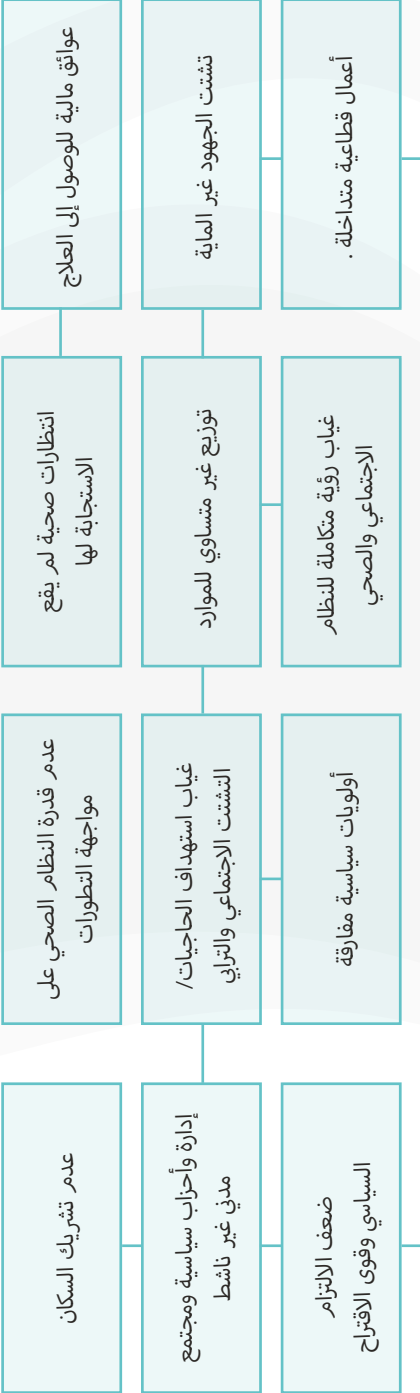 عوائق مالية للوصول إلى العلاج
انتظارات صحية لم يقع
الاستجابة لها
عدم قدرة النظام الصحي على
مواجهة التطورات
عدم تشريك السكان
تشتت الجهود غير الماية
توزيع غير متساوي للموارد
غياب استهداف الحاجيات/
التشتت الاجتماعي والترابي
إدارة وأحزاب سياسية ومجتمع
مدني غير ناشط
أعمال قطاعية متداخلة .
غياب رؤية متكاملة للنظام
الاجتماعي والصحي
أولويات سياسية مفارقة
ضعف الالتزام
السياسي وقوى الاقتراح